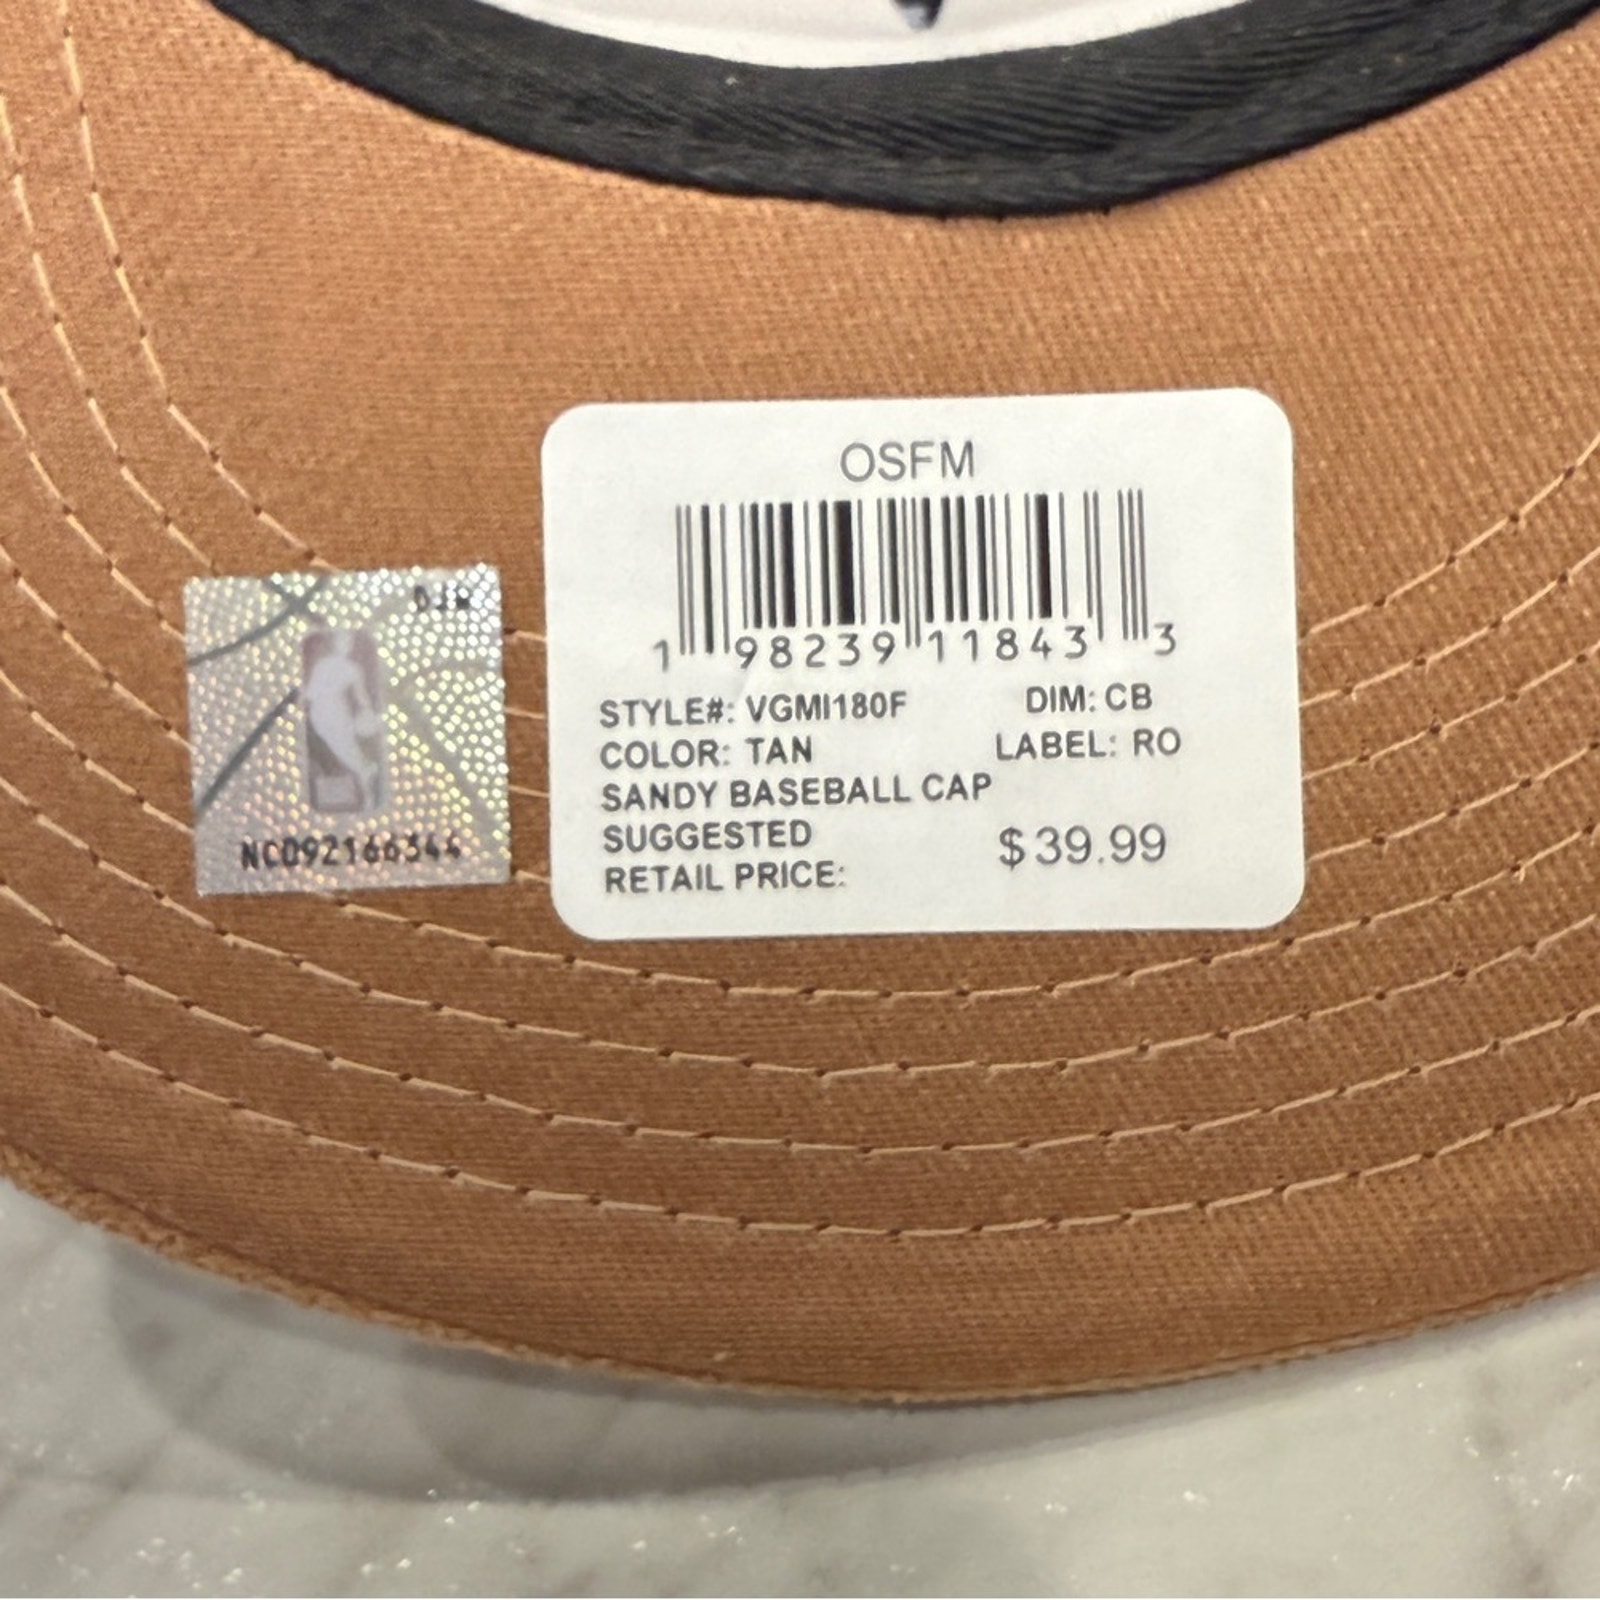 OSFM
1 98239 11843 3
STYLE#: VGMI180F DIM: CB
COLOR: TAN LABEL: RO
SANDY BASEBALL CAP
SUGGESTED
RETAIL PRICE: $39.99
NC092166344